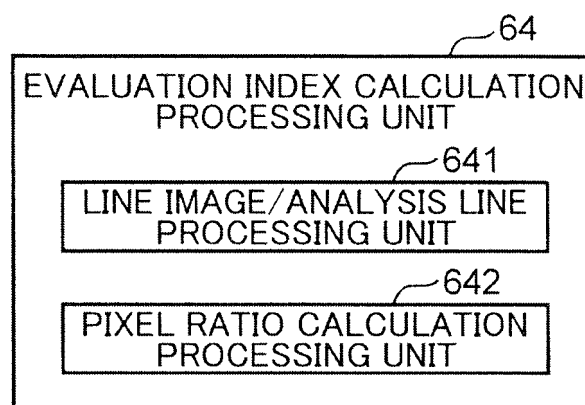 64
EVALUATION INDEX CALCULATION
PROCESSING UNIT
641
LINE IMAGE/ANALYSIS LINE
PROCESSING UNIT
642
PIXEL RATIO CALCULATION
PROCESSING UNIT